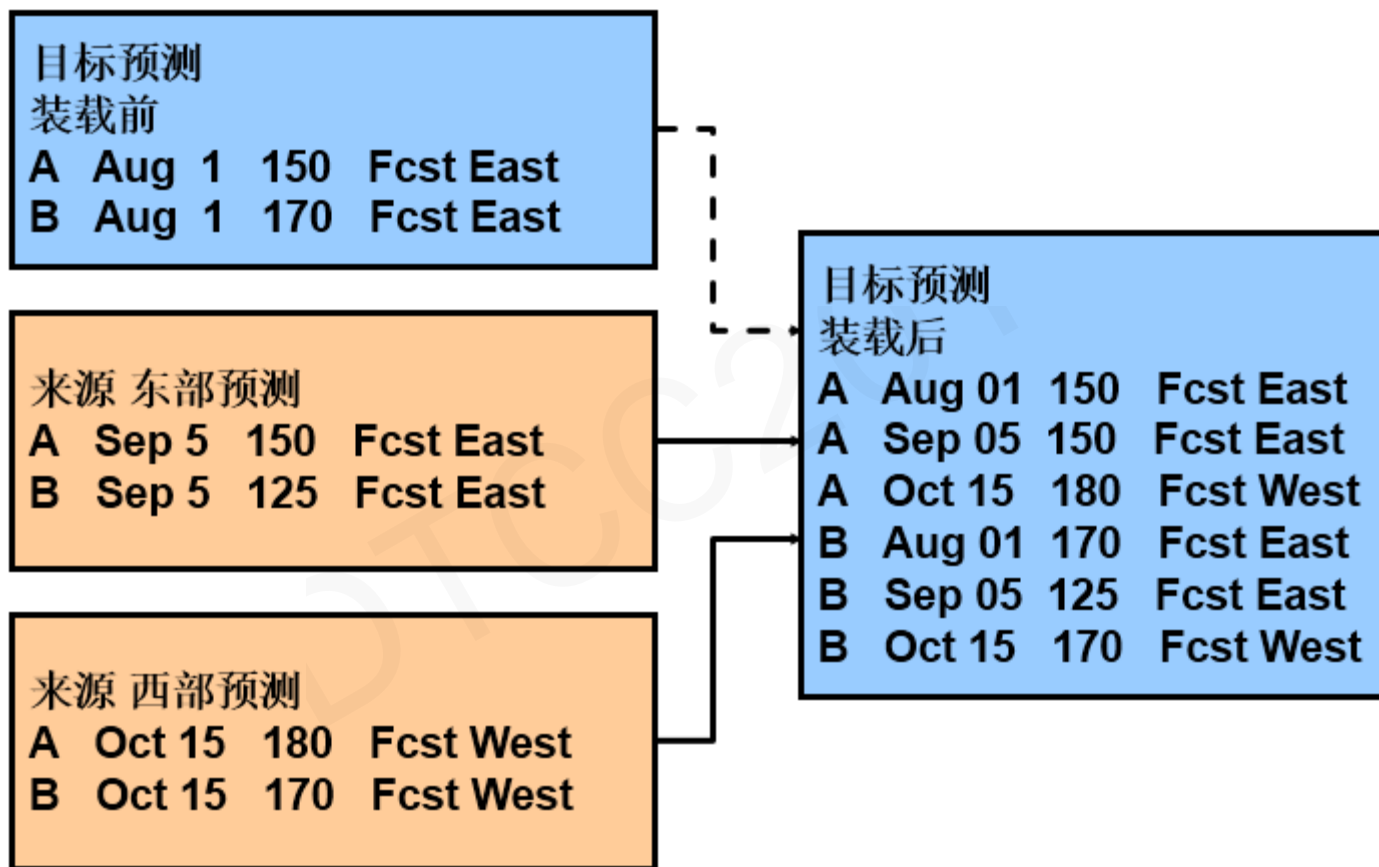 目标预测
装载前
A Aug 1 150 Fcst East
B Aug 1 170 Fcst East
来源 东部预测
A Sep 5 150 Fcst East
B Sep 5 125 Fcst East
来源 西部预测
A Oct 15 180 Fcst West
B Oct 15 170 Fcst West
目标预测
装载后
A Aug 01 150 Fcst East
A Sep 05 150 Fcst East
A Oct 15 180 Fcst West
B Aug 01 170 Fcst East
B Sep 05 125 Fcst East
B Oct 15 170 Fcst West